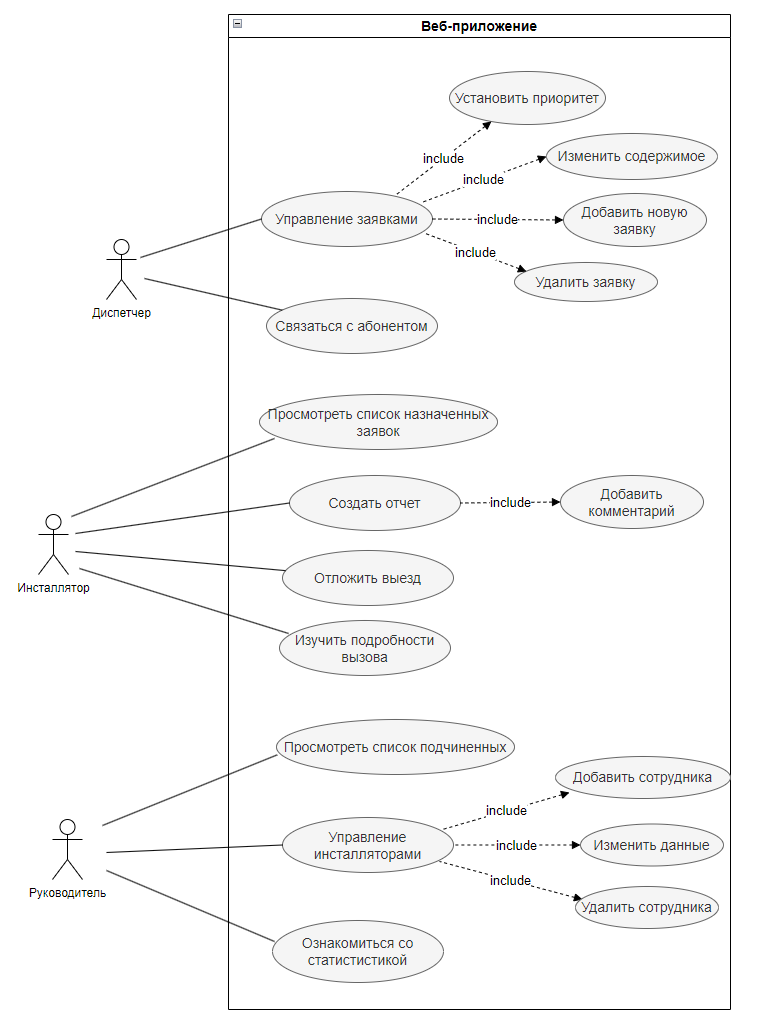 Веб-приложение
Установить приоритет
include
Изменить содержимое
include
Управление заявками
include
Добавить новую
заявку
include
Удалить заявку
Диспетчер
Связаться с абонентом
Просмотреть список назначенных
заявок
Создать отчет
include
Добавить
комментарий
Инсталлятор
Отложить выезд
Изучить подробности
вызова
Просмотреть список подчиненных
Добавить сотрудника
include
Управление
инсталляторами
include
Изменить данные
include
Удалить сотрудника
Руководитель
Ознакомиться со
статистистикой